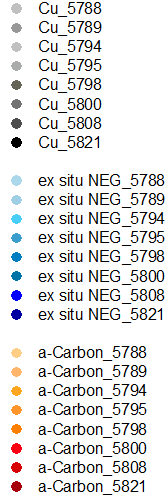 Cu_5788
Cu_5789
Cu_5794
Cu_5795
Cu_5798
Cu_5800
Cu_5808
Cu_5821
ex situ NEG_5788
ex situ NEG_5789
ex situ NEG_5794
ex situ NEG_5795
ex situ NEG_5798
ex situ NEG_5800
ex situ NEG_5808
ex situ NEG_5821
a-Carbon_5788
a-Carbon_5789
a-Carbon_5794
a-Carbon_5795
a-Carbon_5798
a-Carbon_5800
a-Carbon_5808
a-Carbon_5821